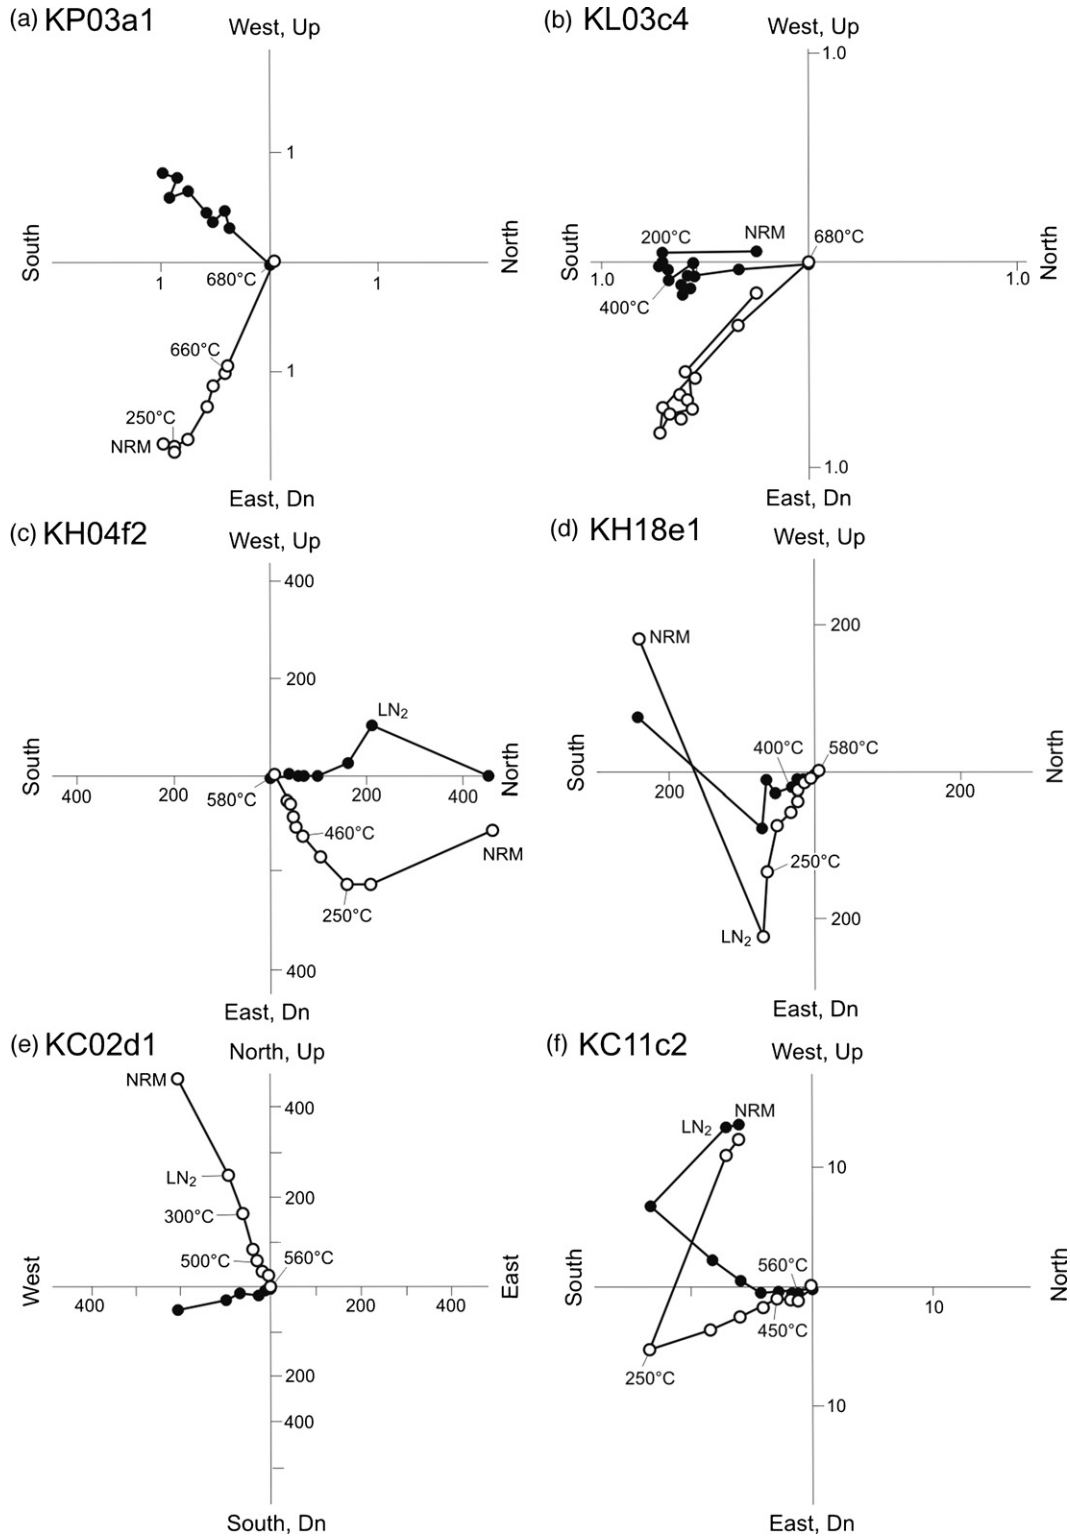 (a) KP03a1
West, Up
1
South
North
680°C
1
1
660°C
1
250°C
NRM
East, Dn
(b) KL03c4
West, Up
1.0
NRM
200°C
680°C
South
North
1.0
1.0
400°C
1.0
East, Dn
(c) KH04f2
West, Up
400
200
LN2
South
North
400
200
200
400
580°C
460°C
NRM
250°C
400
East, Dn
(d) KH18e1
West, Up
200
NRM
400°C
580°C
South
North
200
200
250°C
200
LN2
East, Dn
(e) KC02d1
North, Up
NRM
400
LN2
200
300°C
500°C
560°C
West
East
400
200
400
200
400
South, Dn
(f) KC11c2
West, Up
NRM
LN2
10
560°C
South
North
10
450°C
250°C
10
East, Dn